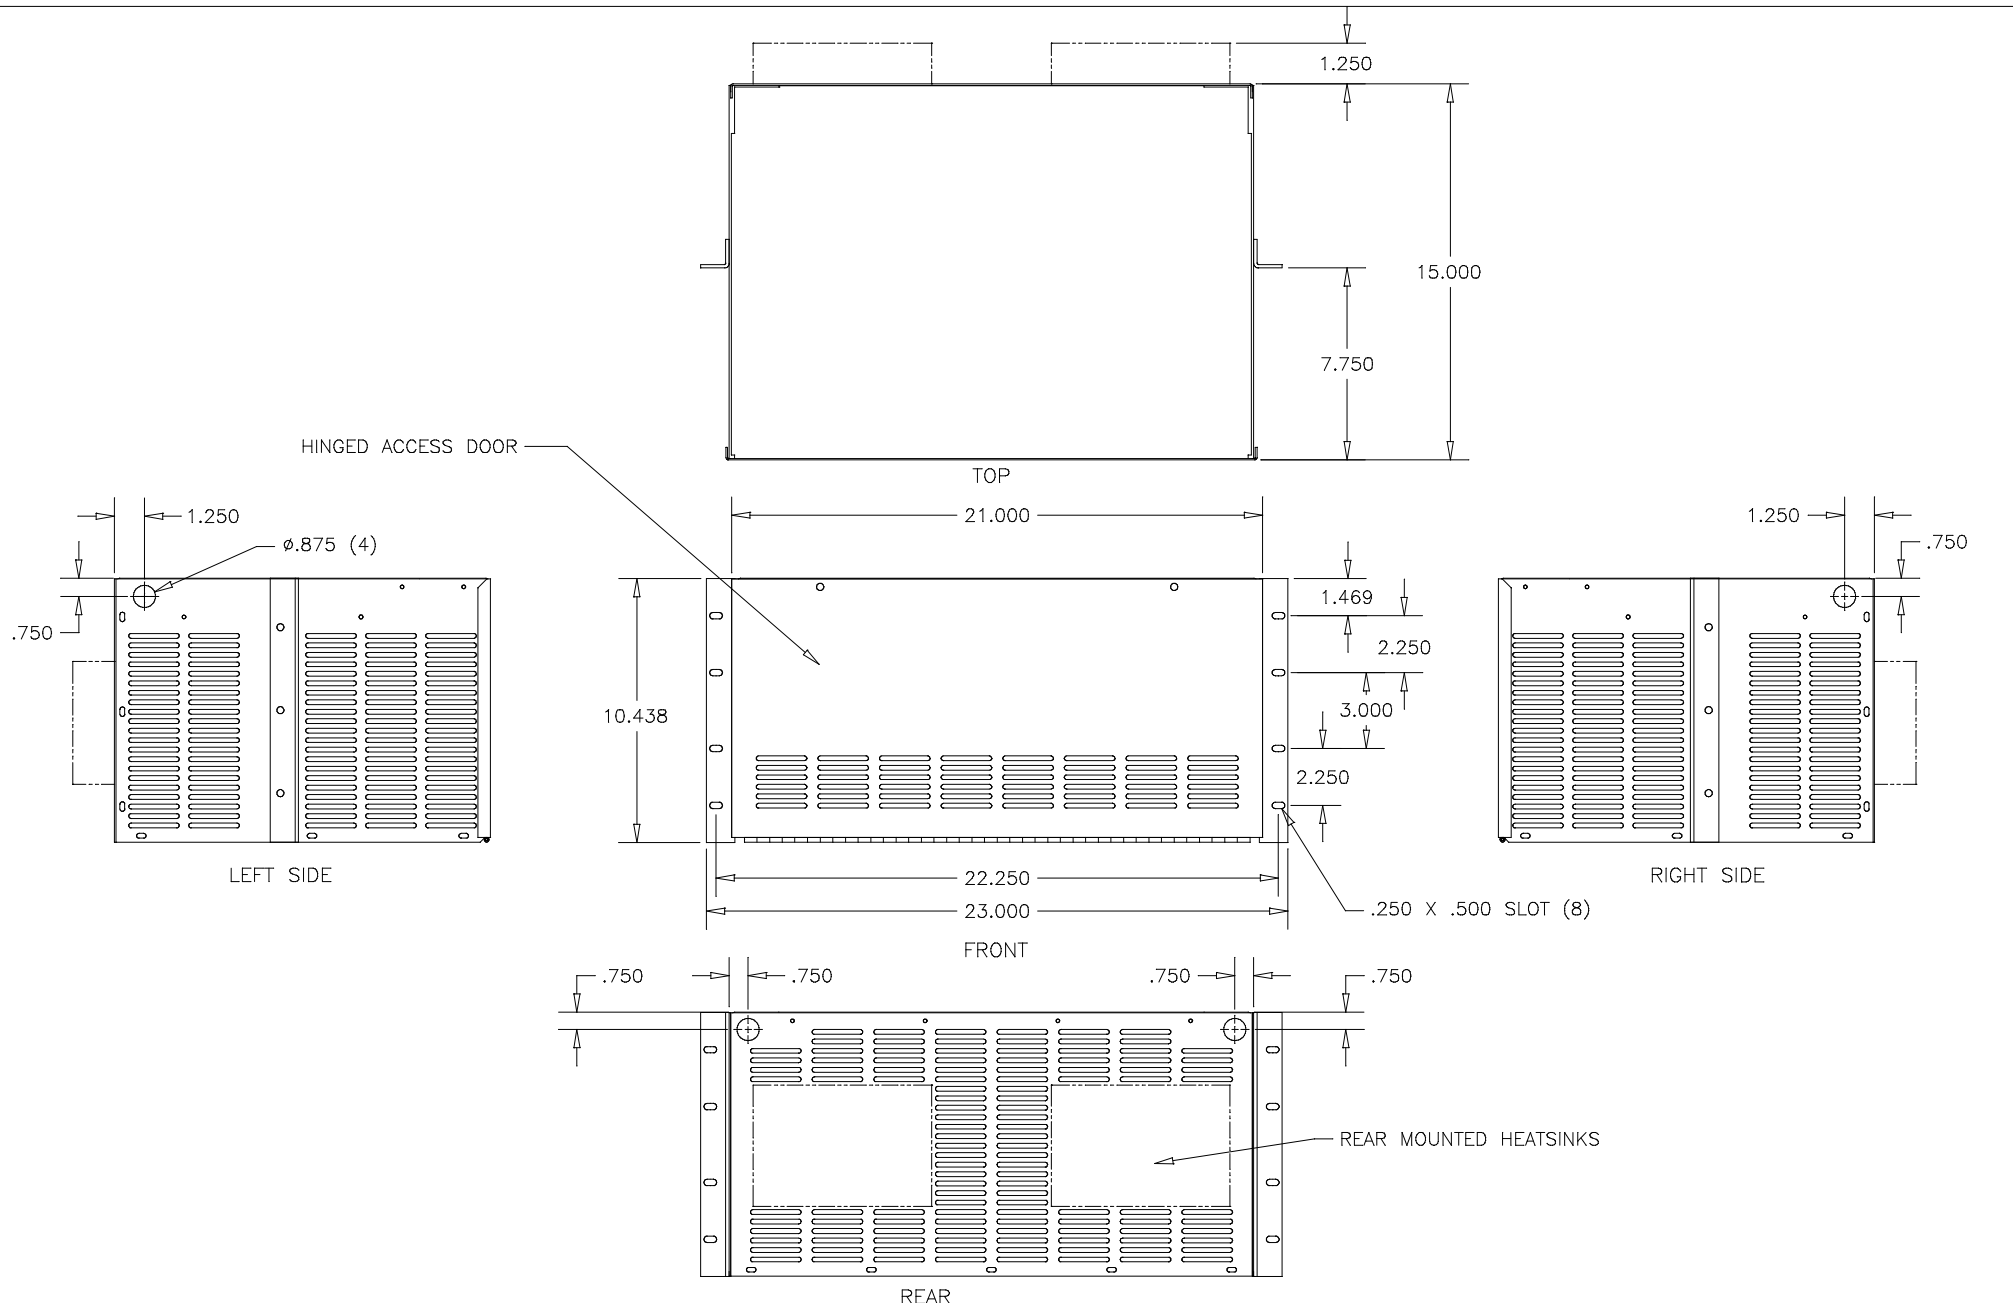 1.250
15.000
7.750
HINGED ACCESS DOOR
TOP
1.250
21.000
1.250
ø.875 (4)
.750
1.469
.750
2.250
3.000
10.438
2.250
LEFT SIDE
22.250
RIGHT SIDE
23.000
.250 X .500 SLOT (8)
FRONT
.750
.750
.750
.750
REAR MOUNTED HEATSINKS
REAR